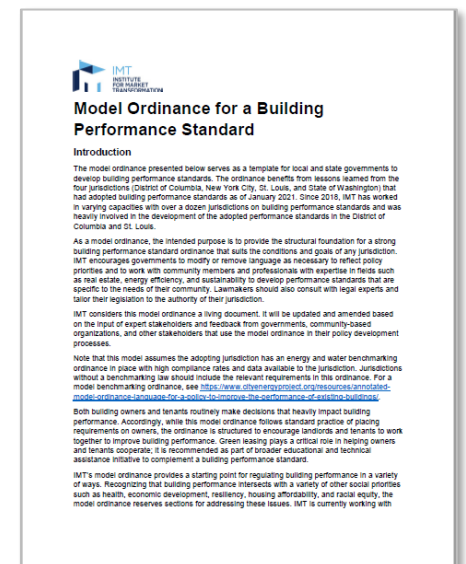 IMT
INSTITUTE
FOR MARKET
TRANSFORMATION
Model Ordinance for a Building
Performance Standard
Introduction
The model ordinance presented below serves as a template for local and state governments to
develop building performance standards. The ordinance benefits from lessons learned from the
four jurisdictions (District of Columbia, New York City, St. Louis, and State of Washington) that
had adopted building performance standards as of January 2021. Since 2018, IMT has worked
in varying capacities with over a dozen jurisdictions on building performance standards and was
heavily involved in the development of the adopted performance standards in the District of
Columbia and St. Louis.
As a model ordinance, the intended purpose is to provide the structural foundation for a strong
building performance standard ordinance that suits the conditions and goals of any jurisdiction.
IMT encourages governments to modify or remove language as necessary to reflect policy
priorities and to work with community members and professionals with expertise in fields such
as real estate, energy efficiency, and sustainability to develop performance standards that are
specific to the needs of their community. Lawmakers should also consult with legal experts and
tailor their legislation to the authority of their jurisdiction.
IMT considers this model ordinance a living document. It will be updated and amended based
on the input of expert stakeholders and feedback from governments, community-based
organizations, and other stakeholders that use the model ordinance in their policy development
processes.
Note that this model assumes the adopting jurisdiction has an energy and water benchmarking
ordinance in place with high compliance rates and data available to the jurisdiction. Jurisdictions
without a benchmarking law should include the relevant requirements in this ordinance. For a
model benchmarking ordinance, see https://www.cityenergyproject.org/resources/annotated-
model-ordinance-language-for-a-policy-to-improve-the-performance-of-existing-buildings/.
Both building owners and tenants routinely make decisions that heavily impact building
performance. Accordingly, while this model ordinance follows standard practice of placing
requirements on owners, the ordinance is structured to encourage landlords and tenants to work
together to improve building performance. Green leasing plays a critical role in helping owners
and tenants cooperate; it is recommended as part of broader educational and technical
assistance initiative to complement a building performance standard.
IMT's model ordinance provides a starting point for regulating building performance in a variety
of ways. Recognizing that building performance intersects with a variety of other social priorities
such as health, economic development, resiliency, housing affordability, and racial equity, the
model ordinance reserves sections for addressing these issues. IMT is currently working with